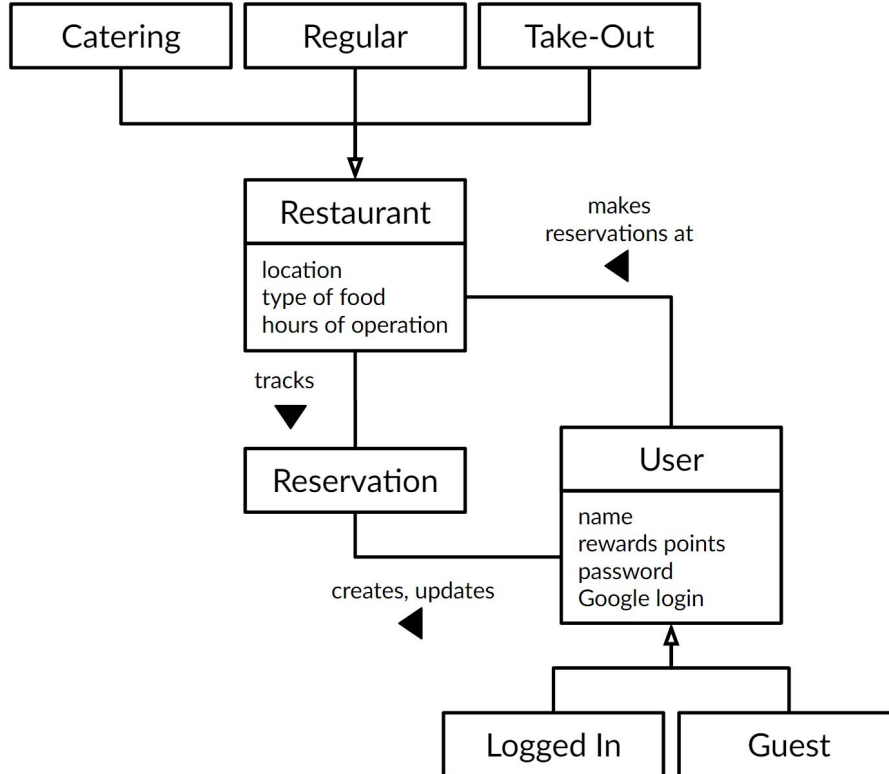 Catering
Regular
Take-Out
Restaurant
location
type of food
hours of operation
makes
reservations at
tracks
Reservation
User
name
rewards points
password
Google login
creates, updates
Logged In
Guest